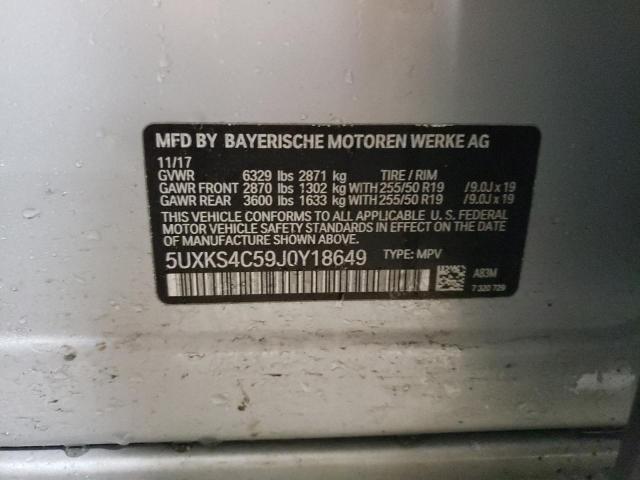 MFD BY BAYERISCHE MOTOREN WERKE AG
11/17
GVWR 6329 lbs 2871 kg TIRE / RIM
GAWR FRONT 2870 lbs 1302 kg WITH 255/50 R19 /9.0J x 19
GAWR REAR 3600 lbs 1633 kg WITH 255/50 R19 /9.0J x 19
THIS VEHICLE CONFORMS TO ALL APPLICABLE U. S. FEDERAL
MOTOR VEHICLE SAFETY STANDARDS IN EFFECT ON THE
DATE OF MANUFACTURE SHOWN ABOVE.
5UXKS4C59J0Y18649 TYPE: MPV
A83M
7 320 729